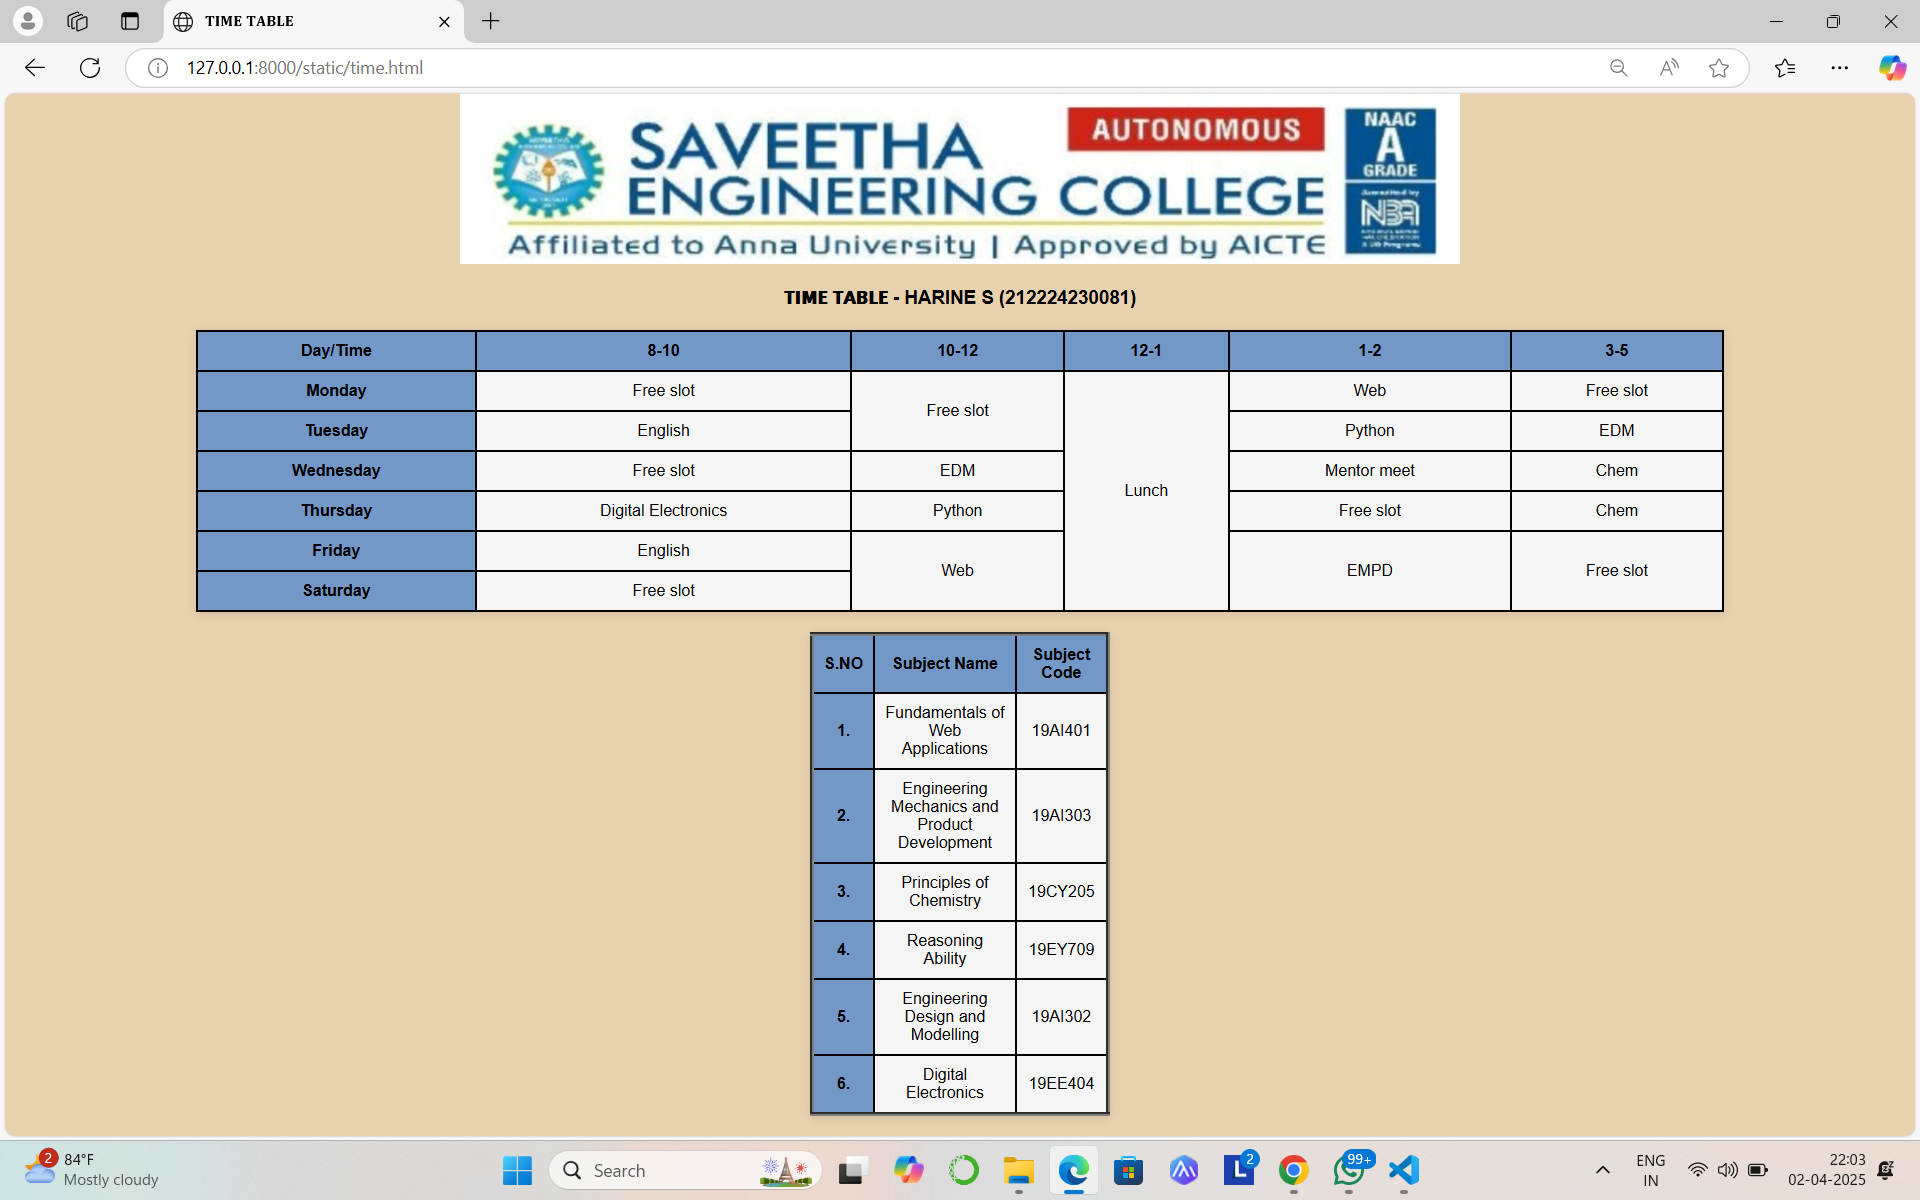 TIME TABLE
127.0.0.1:8000/static/time.html
SAVEETHA
ENGINEERING COLLEGE
AUTONOMOUS
NAAC
A
GRADE
Accredited by
NBA
Affiliated to Anna University | Approved by AICTE
TIME TABLE - HARINE S (212224230081)
Day/Time 8-10 10-12 12-1 1-2 3-5
Monday Free slot Free slot Lunch Web Free slot
Tuesday English Python EDM
Wednesday Free slot EDM Mentor meet Chem
Thursday Digital Electronics Python Free slot Chem
Friday English Web EMPD Free slot
Saturday Free slot
S.NO Subject Name Subject
Code
1. Fundamentals of
Web
Applications 19AI401
2. Engineering
Mechanics and
Product
Development 19AI303
3. Principles of
Chemistry 19CY205
4. Reasoning
Ability 19EY709
5. Engineering
Design and
Modelling 19AI302
6. Digital
Electronics 19EE404
2
84°F
Mostly cloudy
Search
2
99+
ENG
IN
22:03
02-04-2025